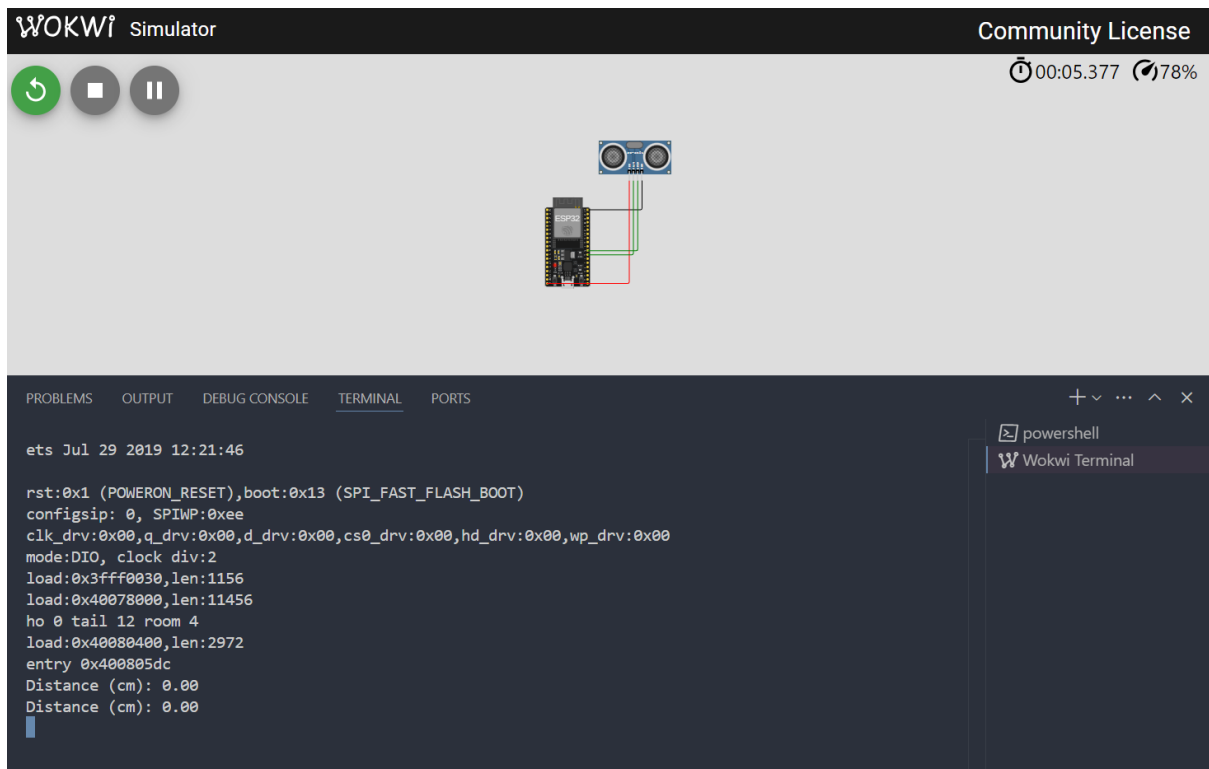 WOKWi Simulator
Community License
00:05.377 78%
ESP32
PROBLEMS OUTPUT DEBUG CONSOLE TERMINAL PORTS
powershell
Wokwi Terminal
ets Jul 29 2019 12:21:46
rst:0x1 (POWERON_RESET),boot:0x13 (SPI_FAST_FLASH_BOOT)
configsip: 0, SPIWP:0xee
clk_drv:0x00,q_drv:0x00,d_drv:0x00,cs0_drv:0x00,hd_drv:0x00,wp_drv:0x00
mode:DIO, clock div:2
load:0x3fff0030,len:1156
load:0x40078000,len:11456
ho 0 tail 12 room 4
load:0x40080400,len:2972
entry 0x400805dc
Distance (cm): 0.00
Distance (cm): 0.00